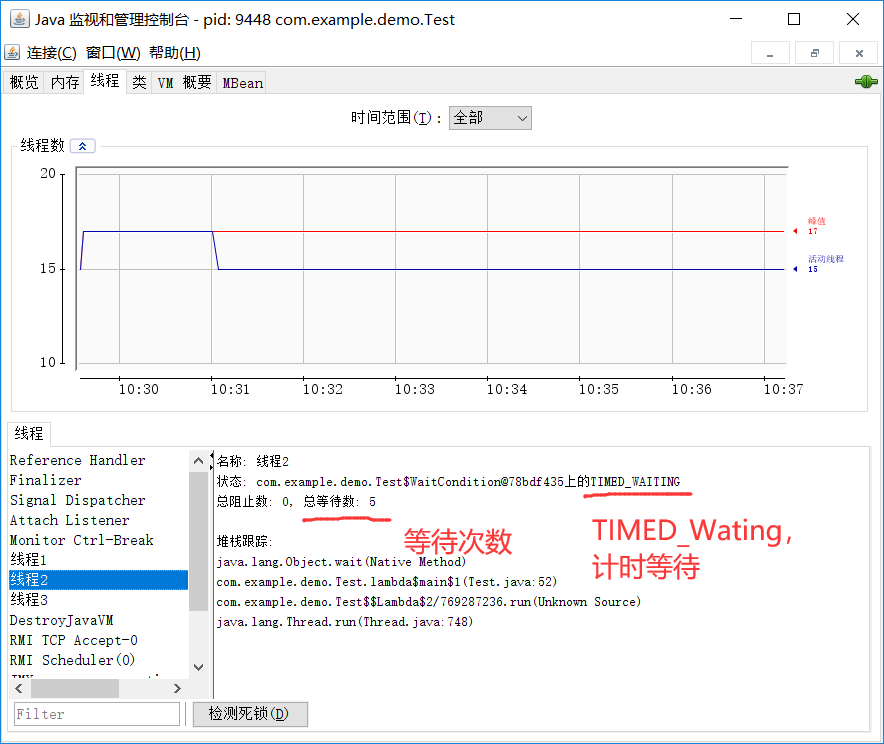 Java 监视和管理控制台 - pid: 9448 com.example.demo.Test
连接(C) 窗口(W) 帮助(H)
概览 内存 线程 类 VM 概要 MBean
时间范围(T): 全部
线程数
20
15
10
峰值
17
活动线程
15
10:30 10:31 10:32 10:33 10:34 10:35 10:36 10:37
线程
Reference Handler
Finalizer
Signal Dispatcher
Attach Listener
Monitor Ctrl-Break
线程1
线程2
线程3
DestroyJavaVM
RMI TCP Accept-0
RMI Scheduler(0)
Filter
名称: 线程2
状态: com.example.demo.Test$WaitCondition@78bdf435上的TIMED_WAITING
总阻止数: 0, 总等待数: 5
等待次数
TIMED_Wating,
计时等待
堆栈跟踪:
java.lang.Object.wait(Native Method)
com.example.demo.Test.lambda$main$1(Test.java:52)
com.example.demo.Test$$Lambda$2/769287236.run(Unknown Source)
java.lang.Thread.run(Thread.java:748)
检测死锁(D)